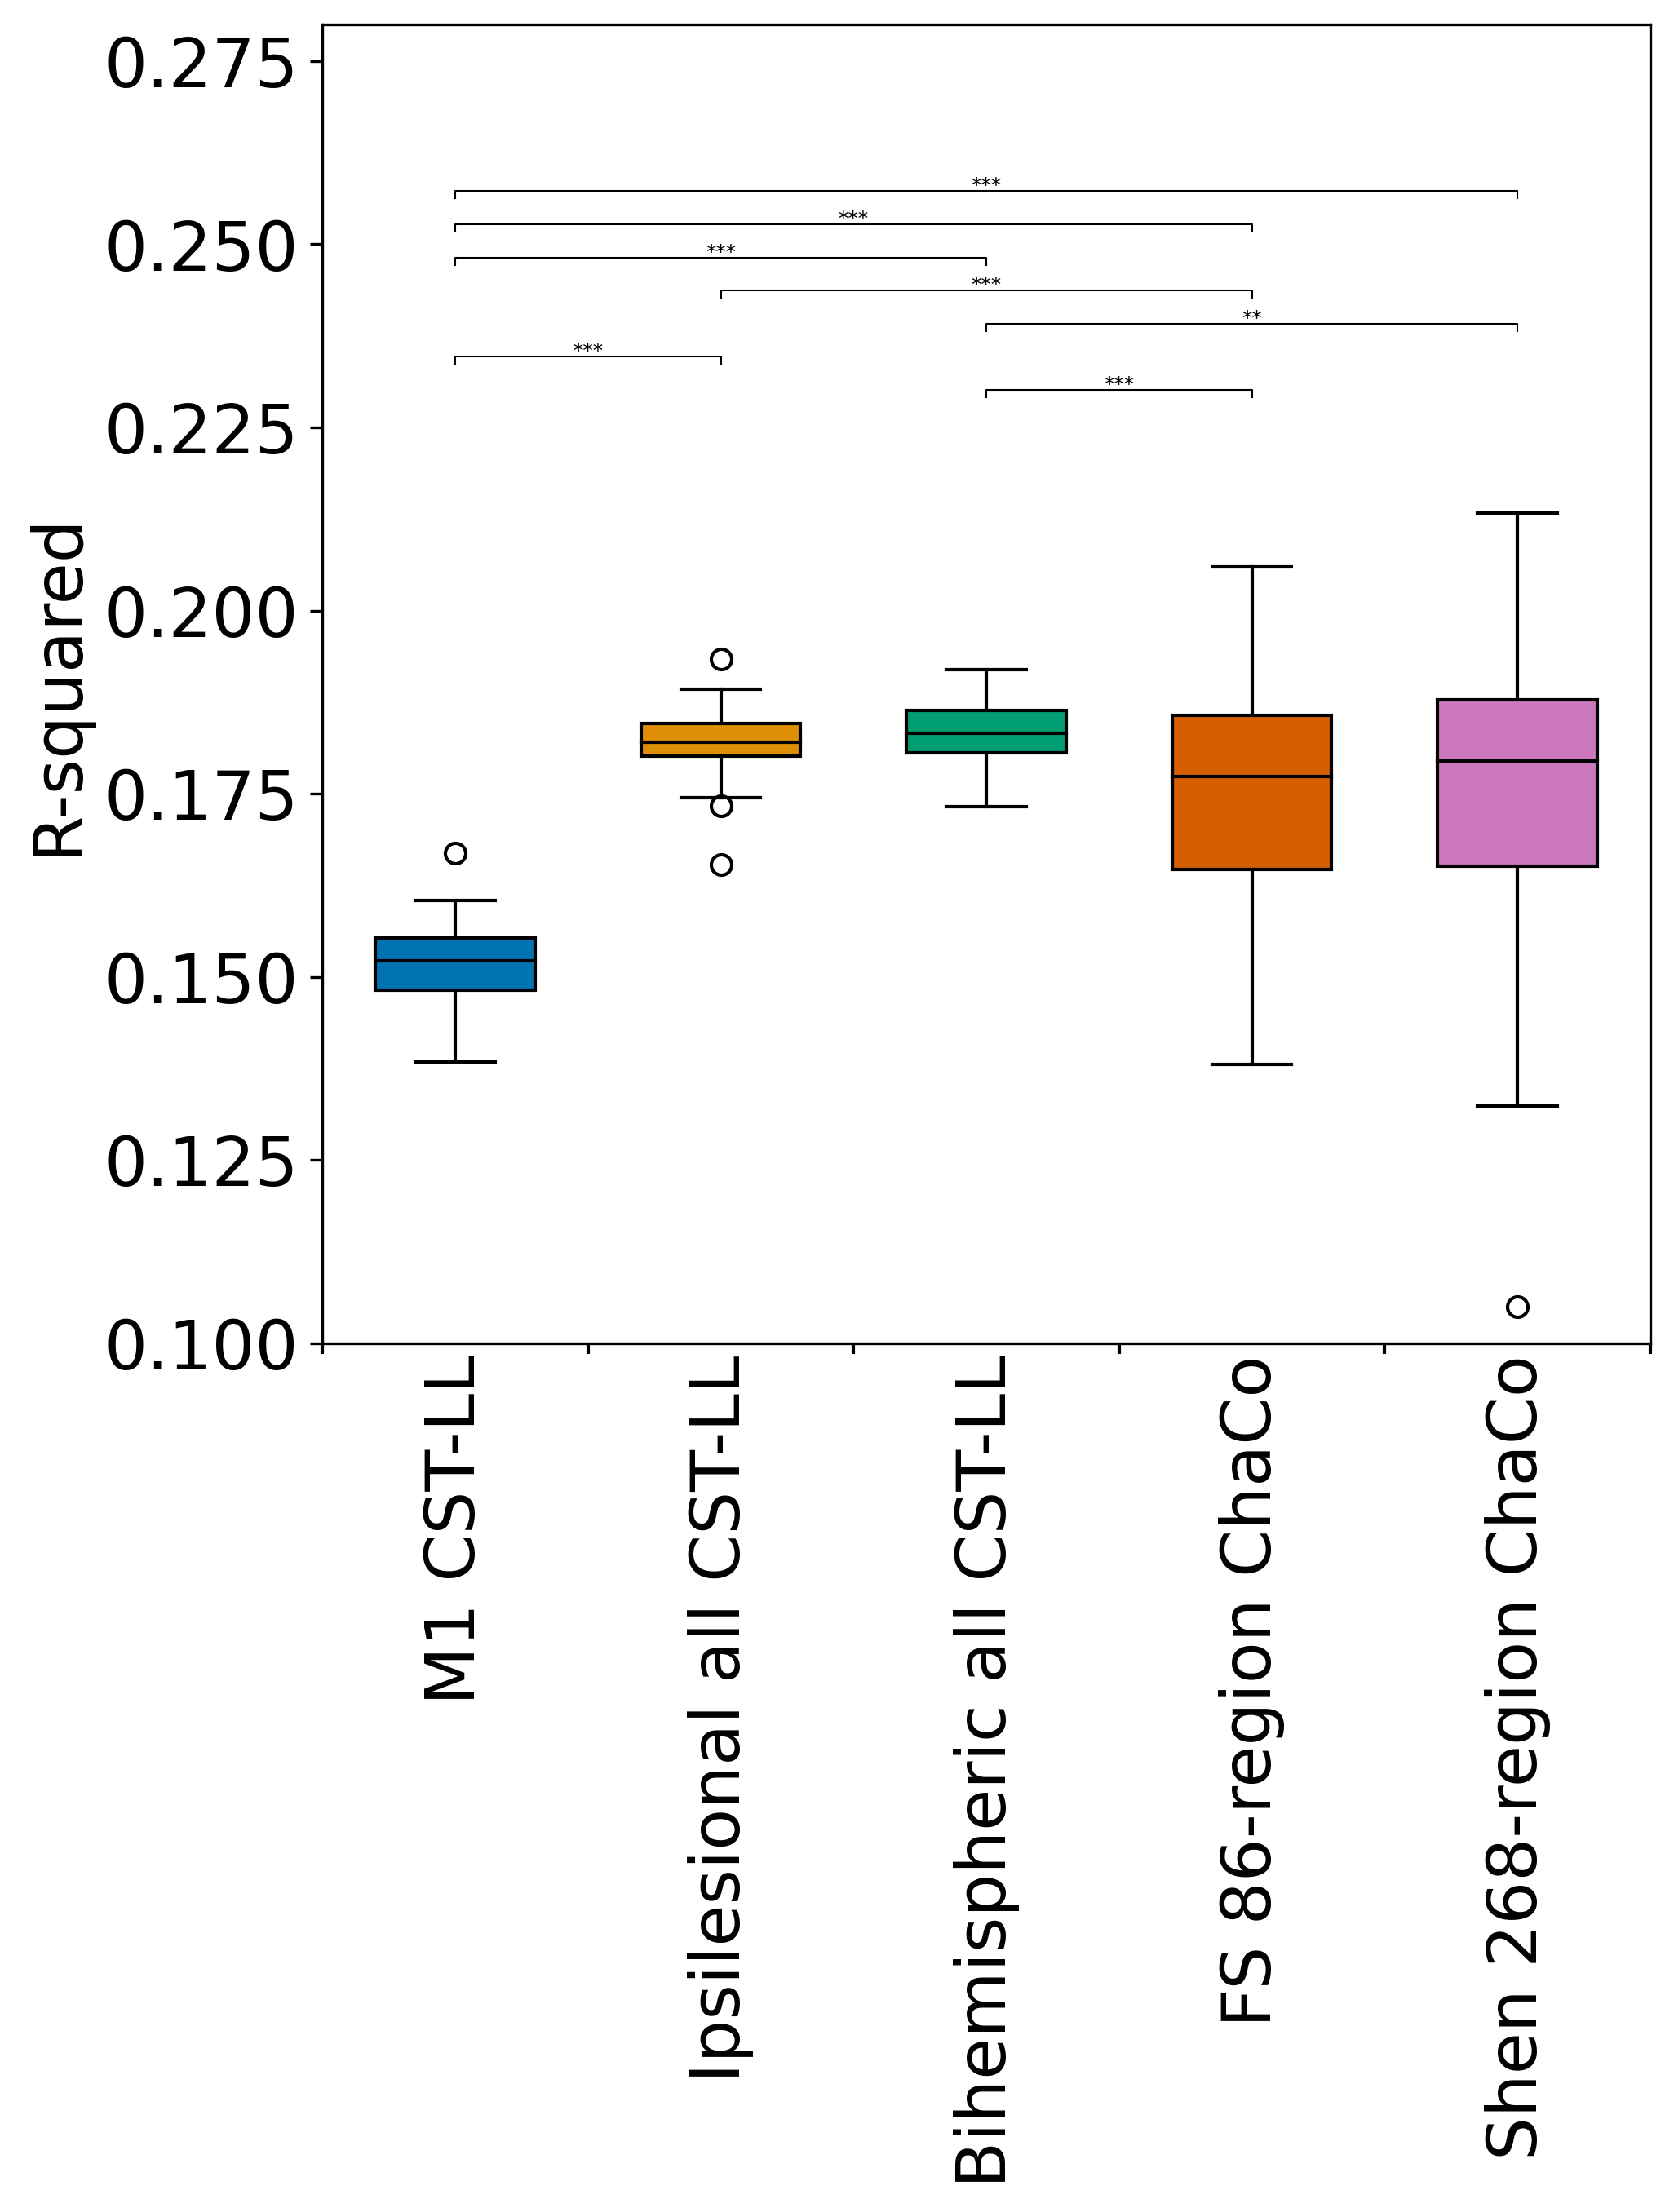 0.275
0.250
0.225
0.200
0.175
0.150
0.125
0.100
R-squared
***
***
***
***
**
***
***
M1 CST-LL
Ipsilesional all CST-LL
Bihemispheric all CST-LL
FS 86-region ChaCo
Shen 268-region ChaCo